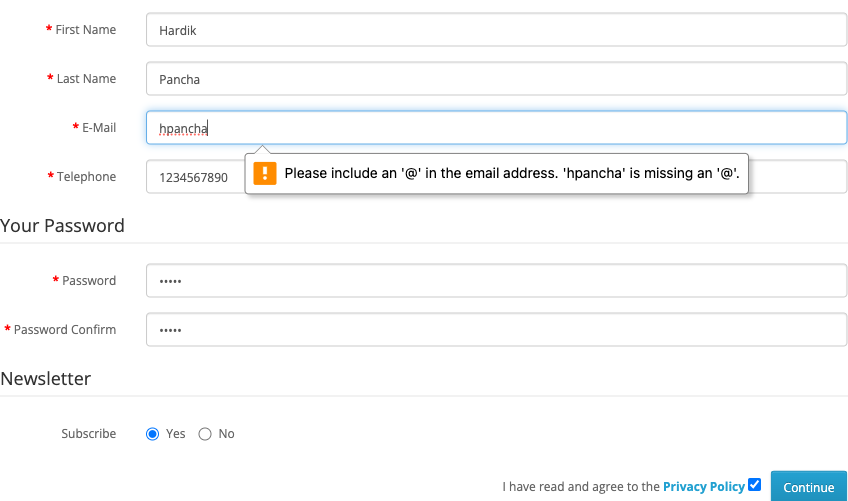 * First Name Hardik
* Last Name Pancha
* E-Mail hpancha
Please include an '@' in the email address. 'hpancha' is missing an '@'.
* Telephone 1234567890
Your Password
* Password •••••
* Password Confirm •••••
Newsletter
Subscribe Yes No
I have read and agree to the Privacy Policy Continue